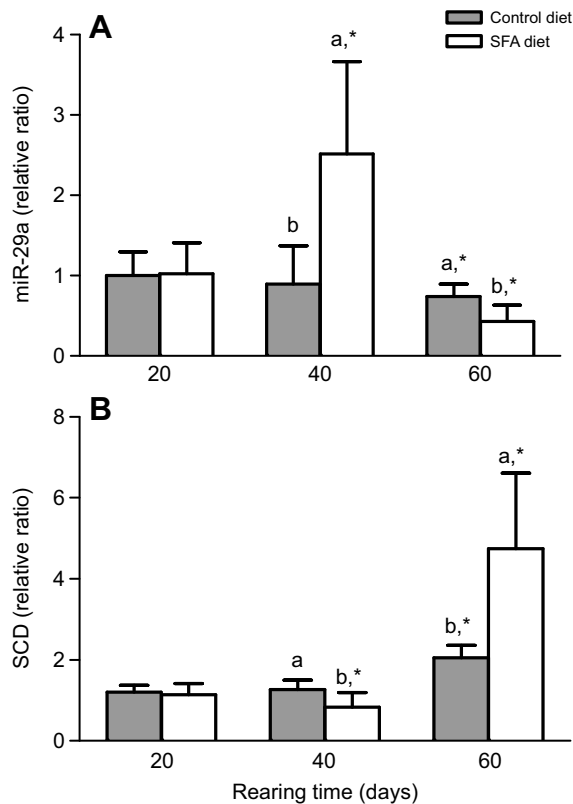 A
Control diet
SFA diet
miR-29a (relative ratio)
4
3
2
1
0
a,*
b
a,*
b,*
20 40 60
B
SCD (relative ratio)
8
6
4
2
0
a
b,*
b,*
a,*
20 40 60
Rearing time (days)